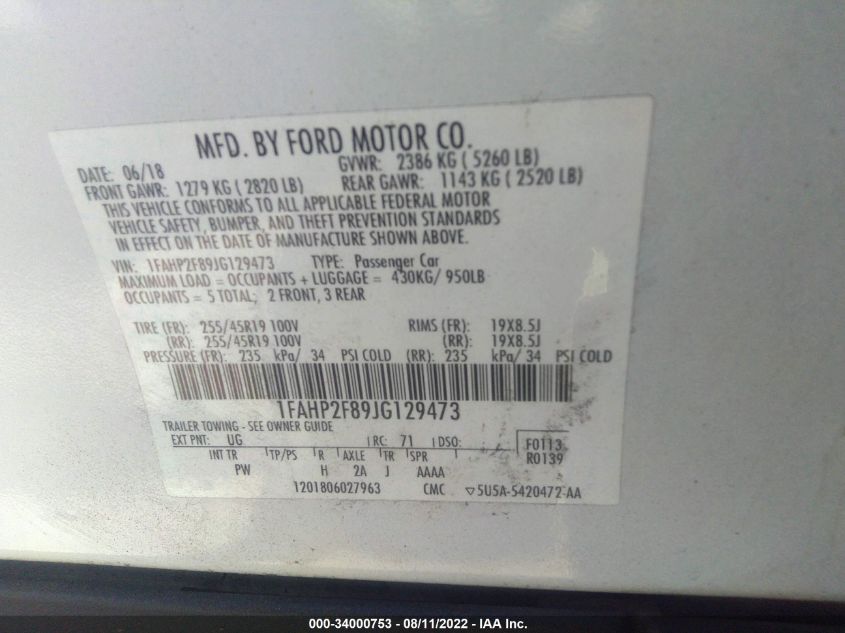 MFD. BY FORD MOTOR CO.
DATE: 06/18 GVWR: 2386 KG ( 5260 LB)
FRONT GAWR: 1279 KG ( 2820 LB) REAR GAWR: 1143 KG ( 2520 LB)
THIS VEHICLE CONFORMS TO ALL APPLICABLE FEDERAL MOTOR
VEHICLE SAFETY, BUMPER, AND THEFT PREVENTION STANDARDS
IN EFFECT ON THE DATE OF MANUFACTURE SHOWN ABOVE.
VIN: 1FAHP2F89JG129473 TYPE: Passenger Car
MAXIMUM LOAD = OCCUPANTS + LUGGAGE = 430KG/ 950LB
OCCUPANTS = 5 TOTAL; 2 FRONT, 3 REAR
TIRE (FR): 255/45R19 100V RIMS (FR): 19X8.5J
(RR): 255/45R19 100V (RR): 19X8.5J
PRESSURE (FR): 235 kPa/ 34 PSI COLD (RR): 235 kPa/ 34 PSI COLD
1FAHP2F89JG129473
TRAILER TOWING - SEE OWNER GUIDE
EXT PNT: UG RC: 71 DSO: F0113
INT TR TP/PS R AXLE TR SPR R0139
PW H 2A J AAAA
1201806027963 CMC ▽5U5A-5420472-AA
000-34000753 - 08/11/2022 - IAA Inc.